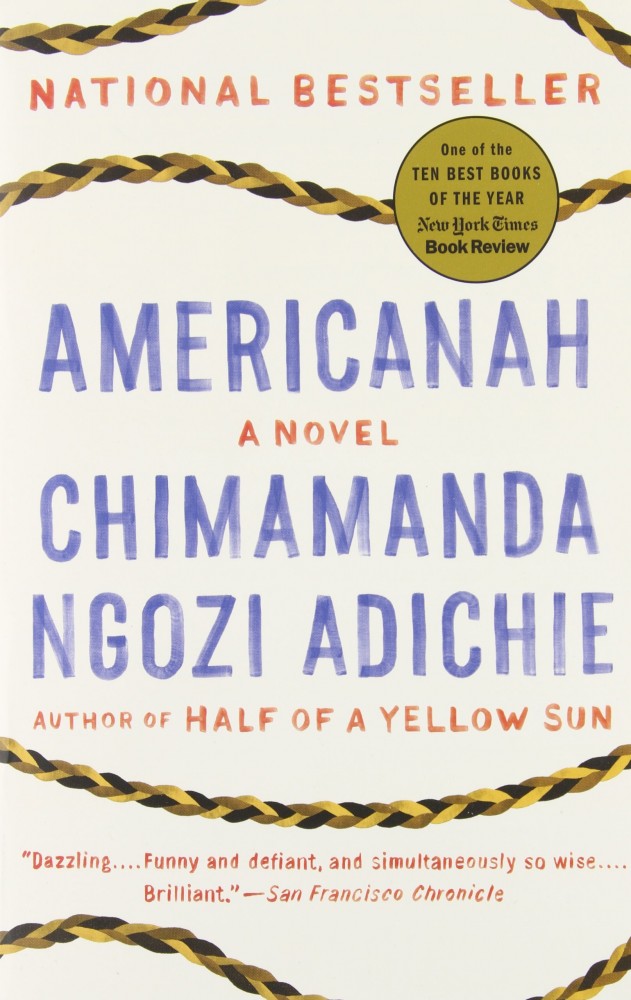 NATIONAL BESTSELLER
One of the
TEN BEST BOOKS
OF THE YEAR
New York Times
Book Review
AMERICANAH
A NOVEL
CHIMAMANDA
NGOZI ADICHIE
AUTHOR OF HALF OF A YELLOW SUN
"Dazzling....Funny and defiant, and simultaneously so wise....
Brilliant."—San Francisco Chronicle